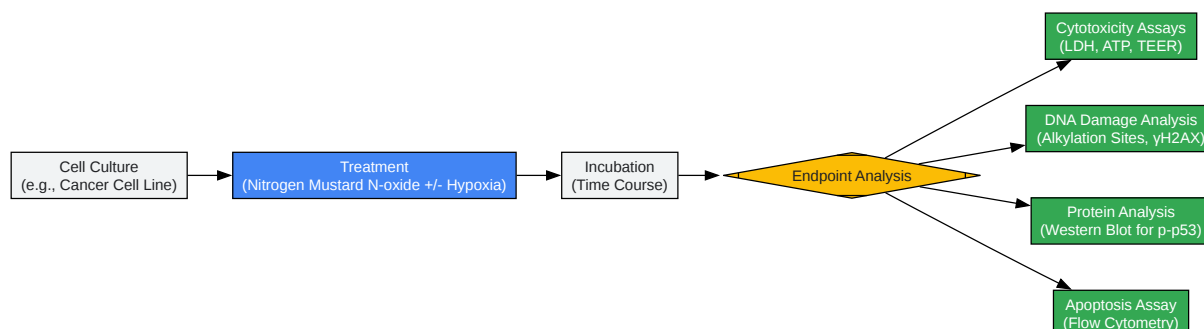 Cell Culture
(e.g., Cancer Cell Line)
Treatment
(Nitrogen Mustard N-oxide +/- Hypoxia)
Incubation
(Time Course)
Endpoint Analysis
Cytotoxicity Assays
(LDH, ATP, TEER)
DNA Damage Analysis
(Alkylation Sites, γH2AX)
Protein Analysis
(Western Blot for p-p53)
Apoptosis Assay
(Flow Cytometry)